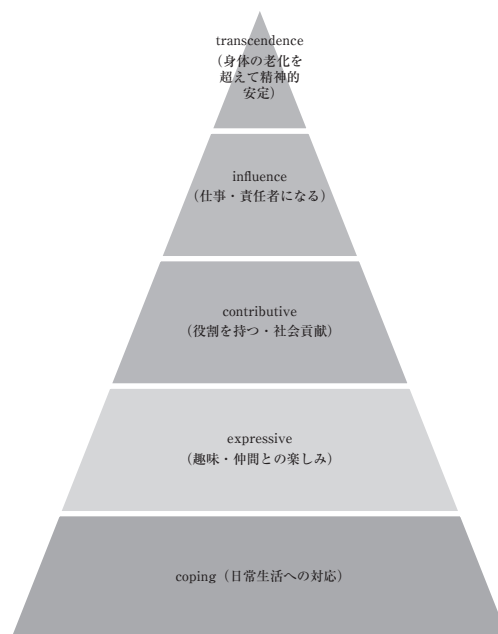 transcendence
（身体の老化を
超えて精神的
安定）
influence
（仕事・責任者になる）
contributive
（役割を持つ・社会貢献）
expressive
（趣味・仲間との楽しみ）
coping（日常生活への対応）